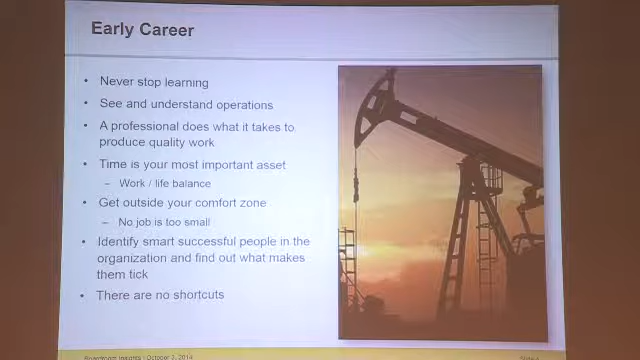 Early Career
• Never stop learning
• See and understand operations
• A professional does what it takes to
produce quality work
• Time is your most important asset
– Work / life balance
• Get outside your comfort zone
– No job is too small
• Identify smart successful people in the
organization and find out what makes
them tick
• There are no shortcuts
Boardroom Insights | October 2, 2014
Slide